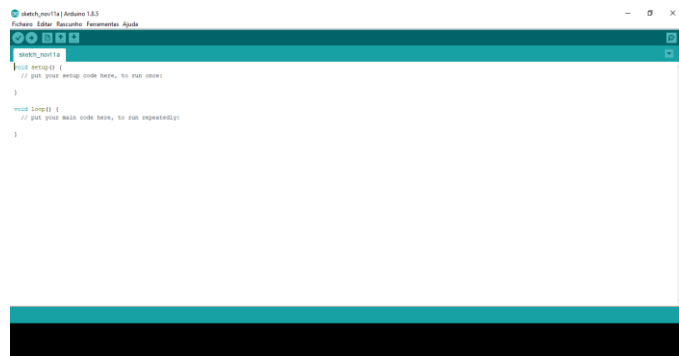 sketch_nov11a | Arduino 1.8.5
Ficheiro Editar Rascunho Ferramentas Ajuda
sketch_nov11a
void setup() {
// put your setup code here, to run once:
}
void loop() {
// put your main code here, to run repeatedly:
}